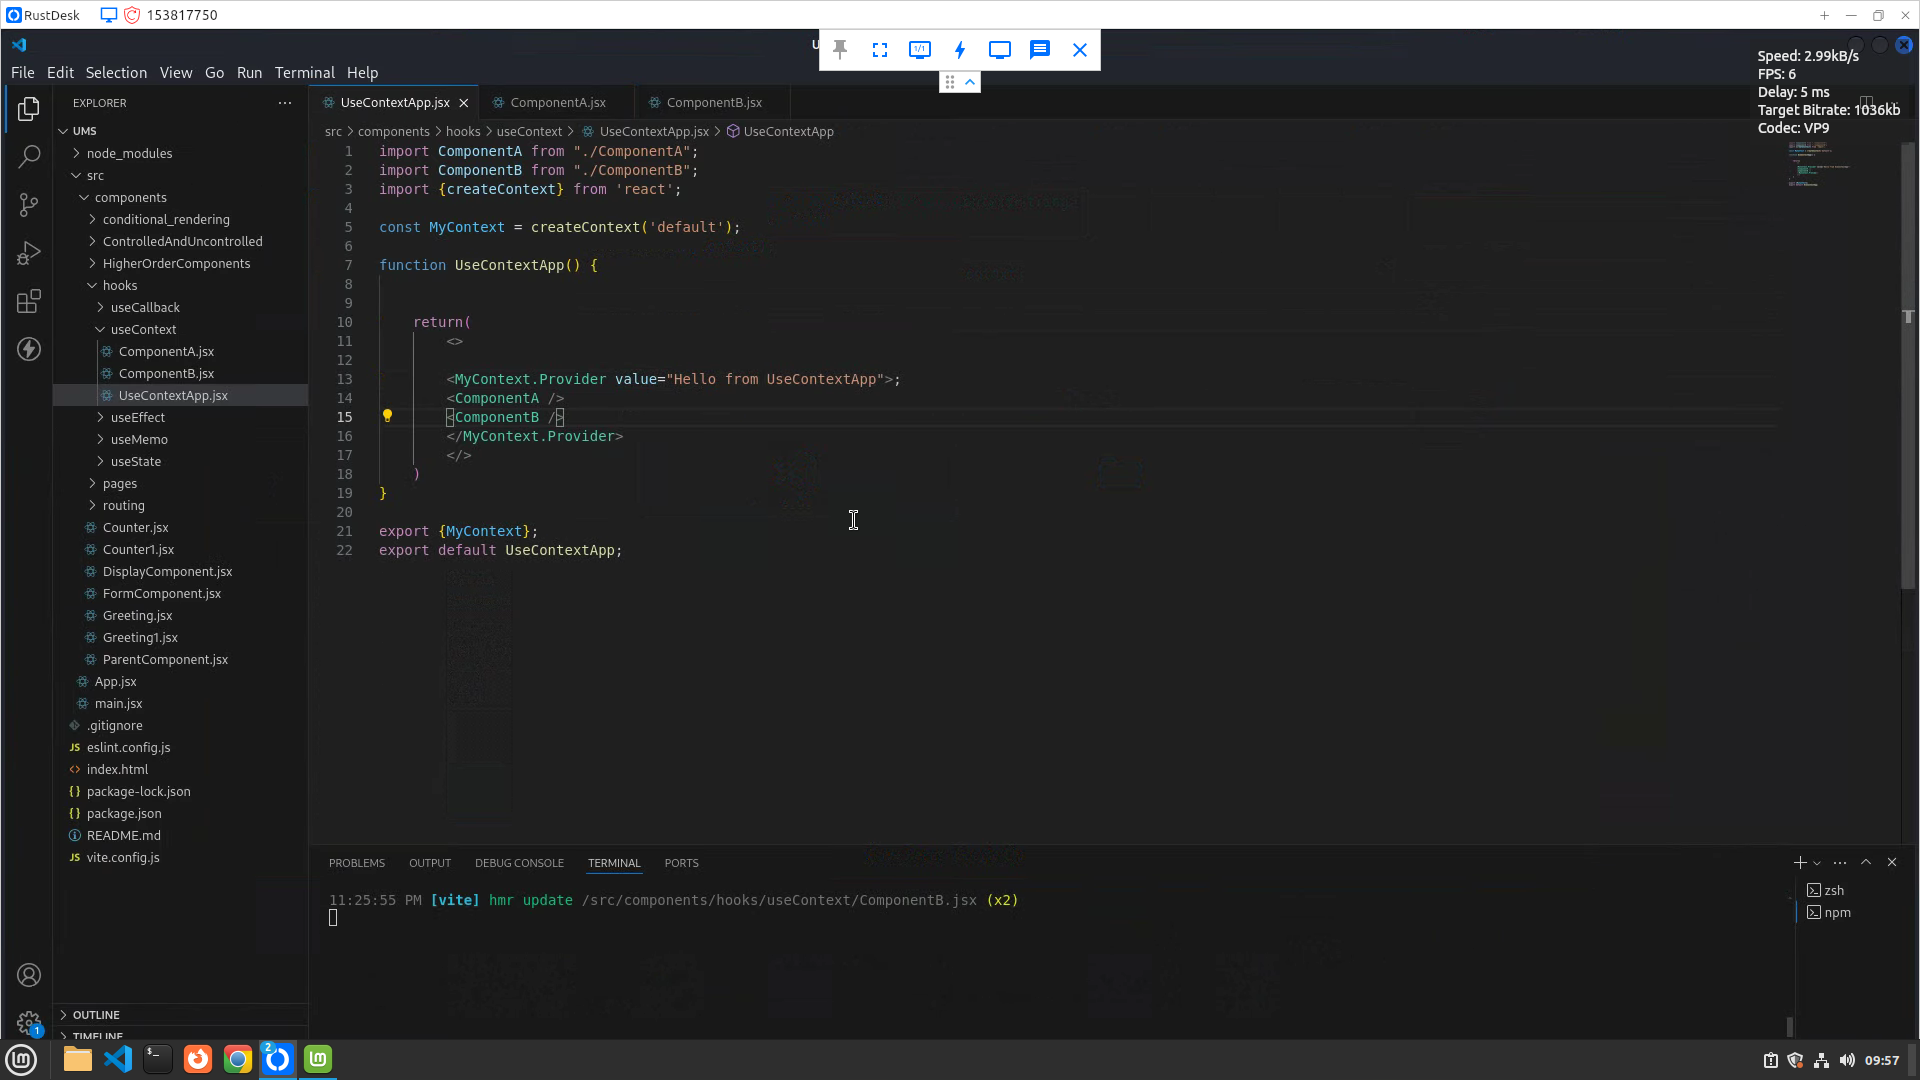 RustDesk 153817750
U
Speed: 2.99kB/s
FPS: 6
Delay: 5 ms
Target Bitrate: 1036kb
Codec: VP9
1/1
File Edit Selection View Go Run Terminal Help
EXPLORER
UMS
node_modules
src
components
conditional_rendering
ControlledAndUncontrolled
HigherOrderComponents
hooks
useCallback
useContext
ComponentA.jsx
ComponentB.jsx
UseContextApp.jsx
useEffect
useMemo
useState
pages
routing
Counter.jsx
Counter1.jsx
DisplayComponent.jsx
FormComponent.jsx
Greeting.jsx
Greeting1.jsx
ParentComponent.jsx
App.jsx
main.jsx
.gitignore
JS eslint.config.js
<> index.html
{} package-lock.json
{} package.json
README.md
JS vite.config.js
OUTLINE
TIMELINE
1
UseContextApp.jsx ComponentA.jsx ComponentB.jsx
src > components > hooks > useContext > UseContextApp.jsx > UseContextApp
1 import ComponentA from "./ComponentA";
2 import ComponentB from "./ComponentB";
3 import {createContext} from 'react';
4
5 const MyContext = createContext('default');
6
7 function UseContextApp() {
8
9
10 return(
11 <>
12
13 <MyContext.Provider value="Hello from UseContextApp">;
14 <ComponentA />
15 <ComponentB />
16 </MyContext.Provider>
17 </>
18 )
19 }
20
21 export {MyContext};
22 export default UseContextApp;
PROBLEMS OUTPUT DEBUG CONSOLE TERMINAL PORTS
11:25:55 PM [vite] hmr update /src/components/hooks/useContext/ComponentB.jsx (x2)
zsh
npm
2
09:57